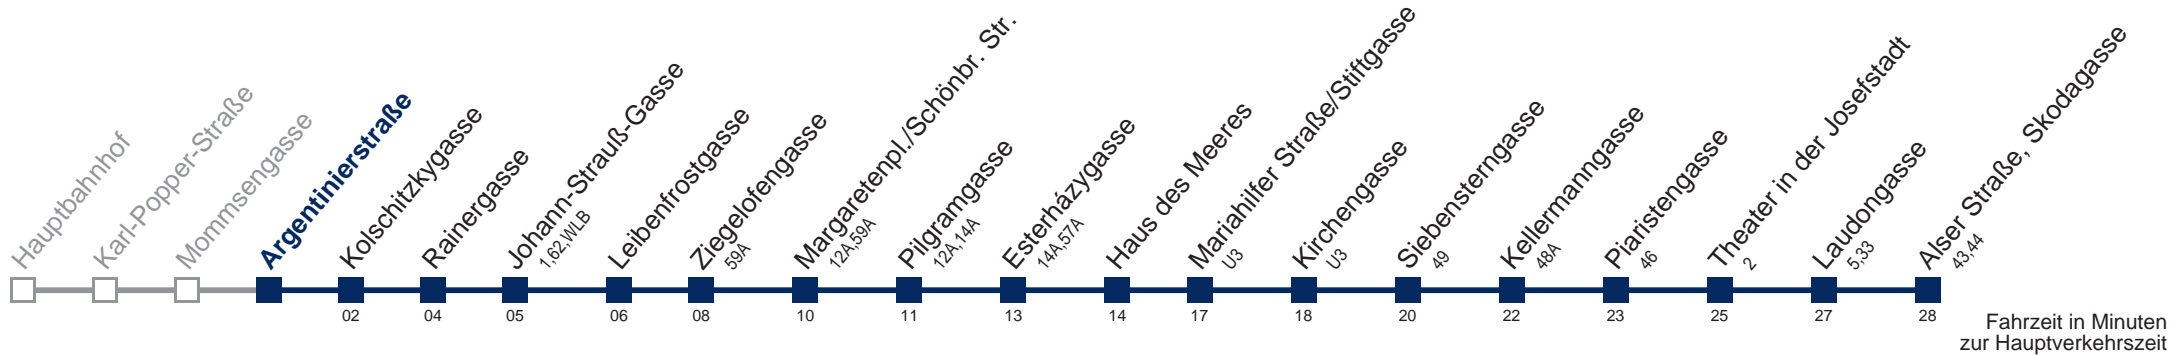 Hauptbahnhof
Karl-Popper-Straße
Mommsengasse
Argentinierstraße
Kolschitzkygasse
Rainergasse
Johann-Strauß-Gasse
1,62,WLB
Leibenfrostgasse
Ziegelofengasse
59A
Margaretenpl./Schönbr. Str.
12A,59A
Pilgramgasse
12A,14A
Esterházygasse
14A,57A
Haus des Meeres
Mariahilfer Straße/Stiftgasse
U3
Kirchengasse
U3
Siebensterngasse
49
Kellermanngasse
48A
Piaristengasse
46
Theater in der Josefstadt
2
Laudongasse
5,33
Alser Straße, Skodagasse
43,44
02 04 05 06 08 10 11 13 14 17 18 20 22 23 25 27 28
Fahrzeit in Minuten
zur Hauptverkehrszeit